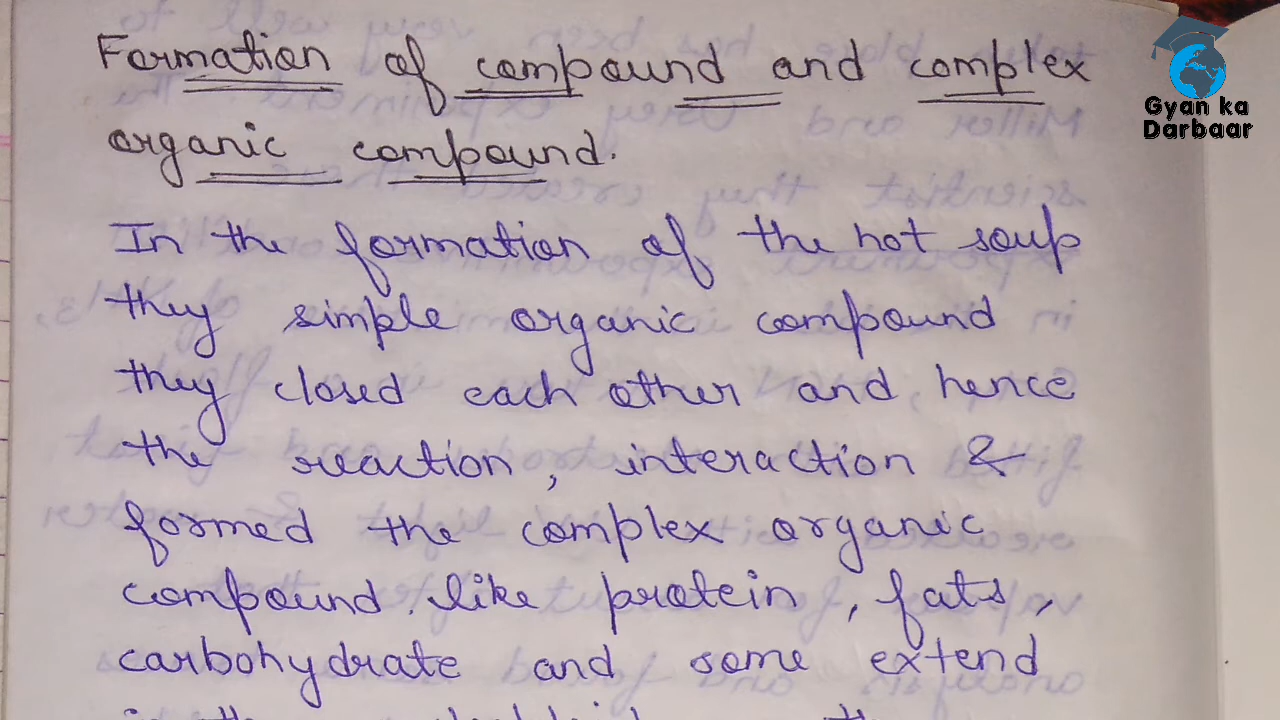 Formation of compound and complex
organic compound.
In the formation of the hot soup
they simple organic compound
they closed each other and hence
the reaction, interaction &
formed the complex organic
compound. like protein, fats,
carbohydrate and some extend
Gyan ka
Darbaar